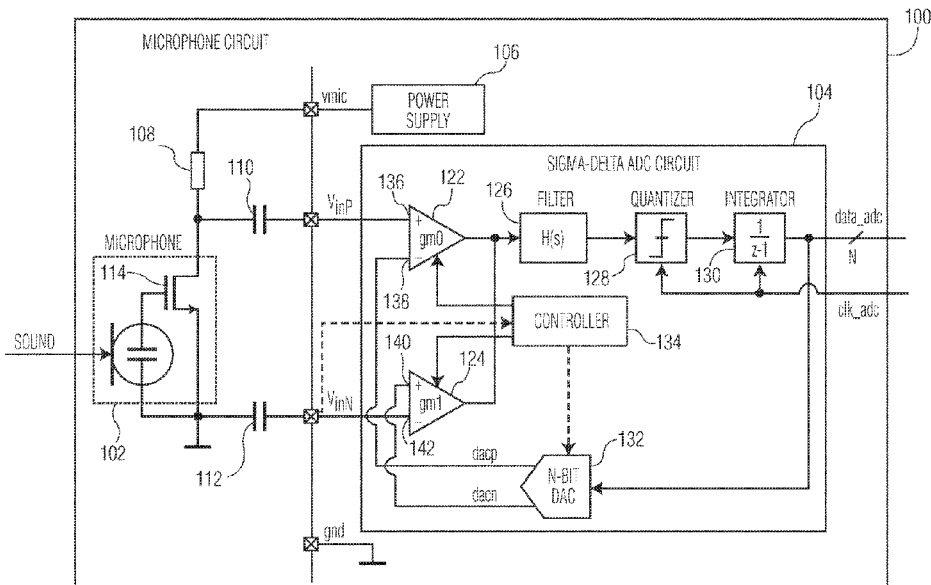 100
MICROPHONE CIRCUIT
106
vmic
POWER
SUPPLY
104
108
SIGMA-DELTA ADC CIRCUIT
110
VinP
136
122
126
FILTER
QUANTIZER
INTEGRATOR
+
gm0
-
H(s)
1
z-1
data_adc
N
MICROPHONE
114
138
128
130
clk_adc
CONTROLLER
134
SOUND
140
124
+
gm1
-
VinN
142
102
112
132
dacp
dacn
N-BIT
DAC
gnd